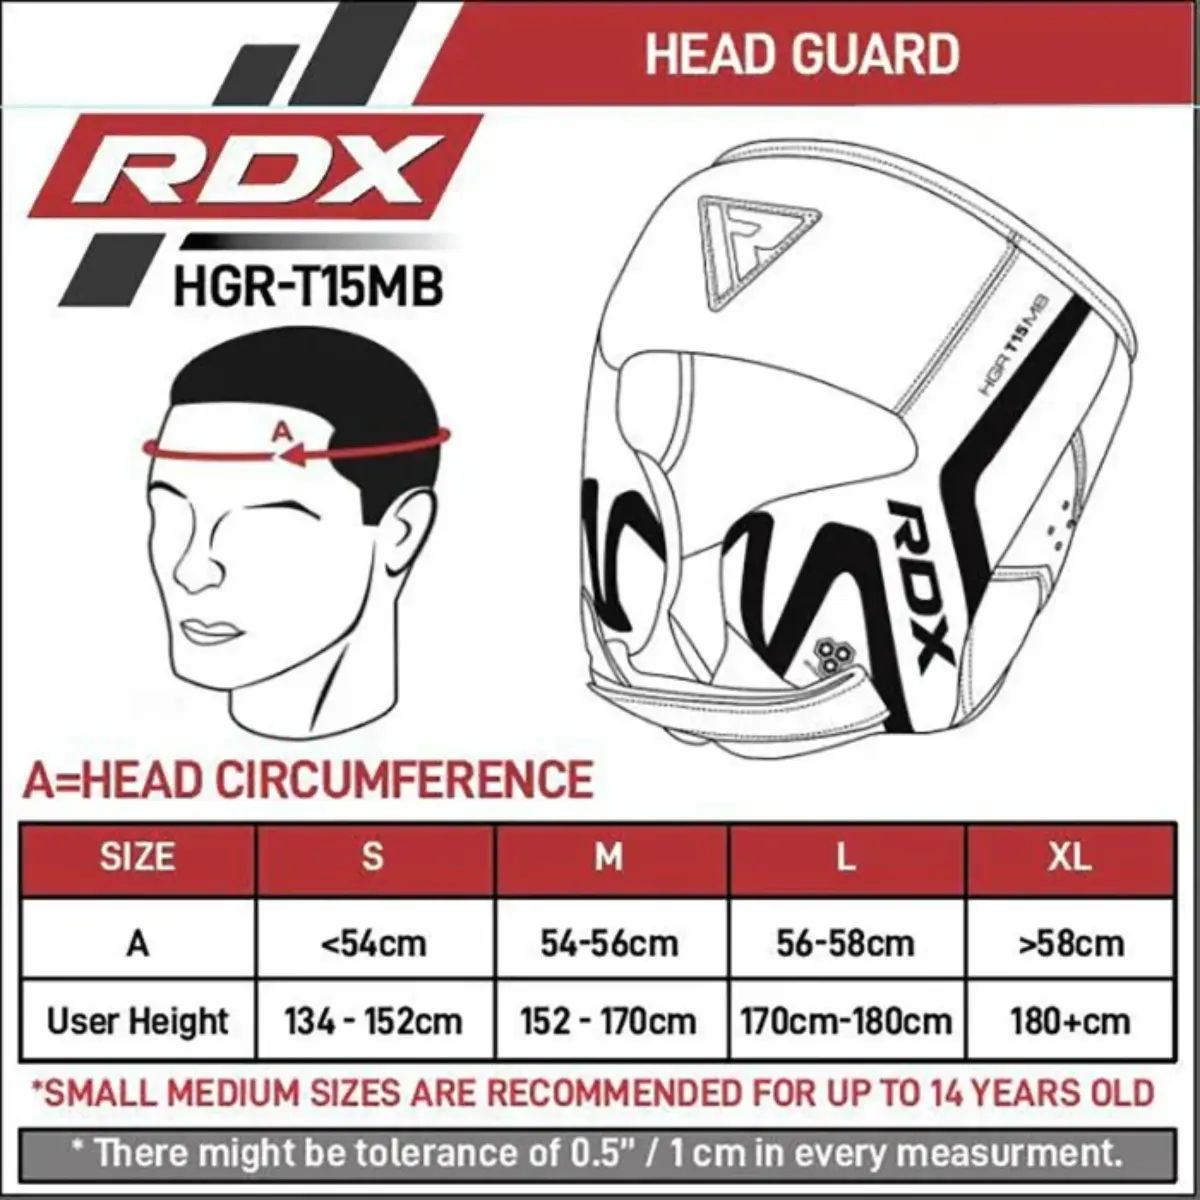 HEAD GUARD
RDX
HGR-T15MB
HGR T15 MB
A
RDX
A=HEAD CIRCUMFERENCE
SIZE S M L XL
A <54cm 54-56cm 56-58cm >58cm
User Height 134 - 152cm 152 - 170cm 170cm-180cm 180+cm
*SMALL MEDIUM SIZES ARE RECOMMENDED FOR UP TO 14 YEARS OLD
* There might be tolerance of 0.5" / 1 cm in every measurment.